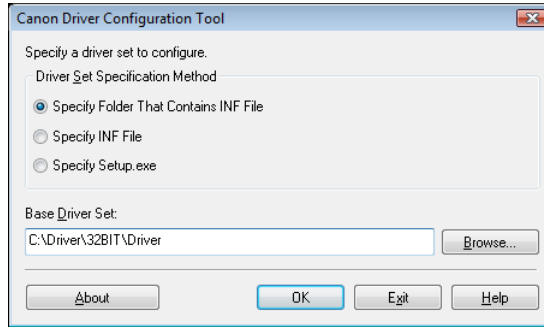 Canon Driver Configuration Tool
Specify a driver set to configure.
Driver Set Specification Method
Specify Folder That Contains INF File
Specify INF File
Specify Setup.exe
Base Driver Set:
C:\Driver\32BIT\Driver
Browse...
About OK Exit Help